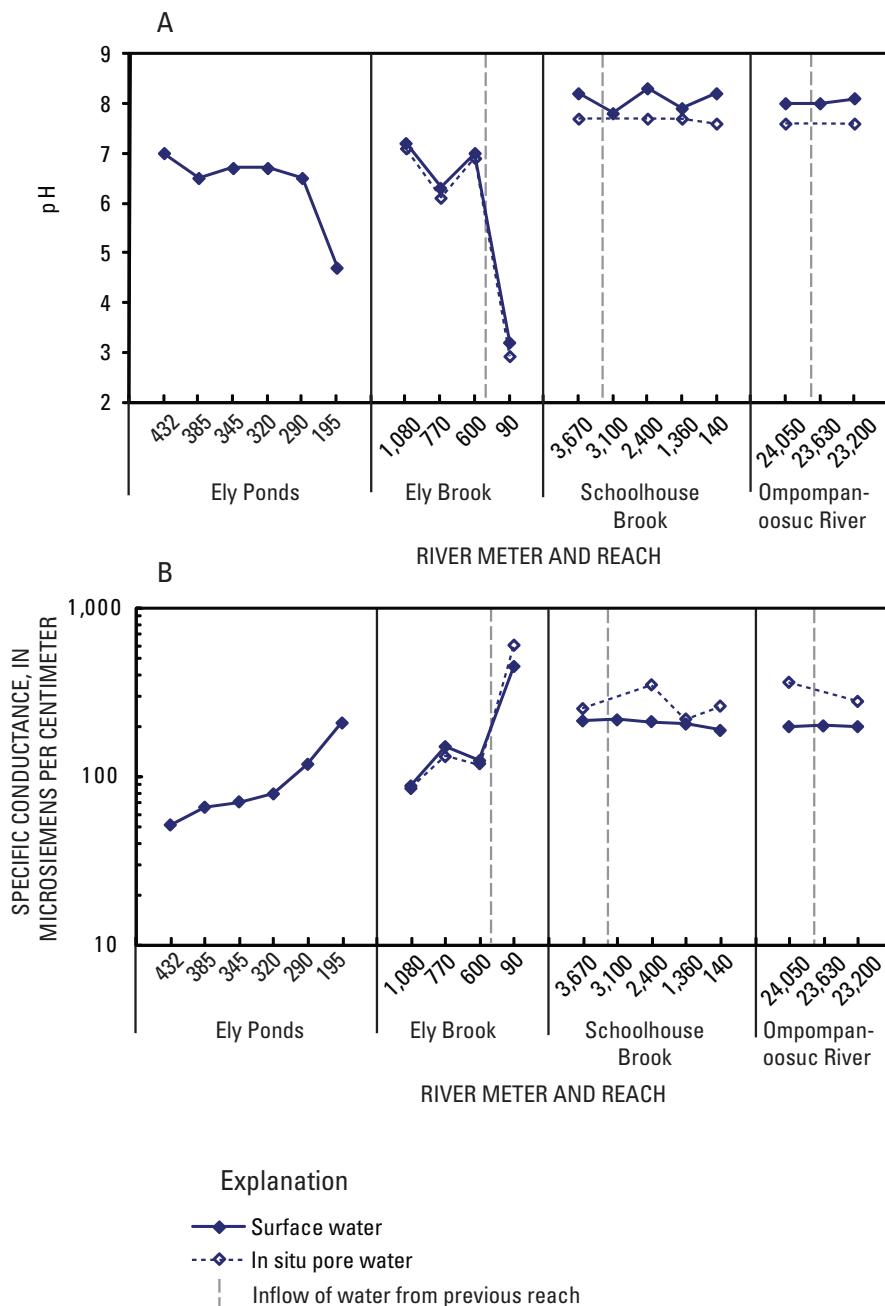 A
9
8
7
6
5
4
3
2
pH
432
385
345
320
290
195
1,080
770
600
90
3,670
3,100
2,400
1,360
140
24,050
23,630
23,200
Ely Ponds
Ely Brook
Schoolhouse
Brook
Ompompan-
oosuc River
RIVER METER AND REACH
B
1,000
100
10
SPECIFIC CONDUCTANCE, IN
MICROSIEMENS PER CENTIMETER
432
385
345
320
290
195
1,080
770
600
90
3,670
3,100
2,400
1,360
140
24,050
23,630
23,200
Ely Ponds
Ely Brook
Schoolhouse
Brook
Ompompan-
oosuc River
RIVER METER AND REACH
Explanation
Surface water
In situ pore water
Inflow of water from previous reach